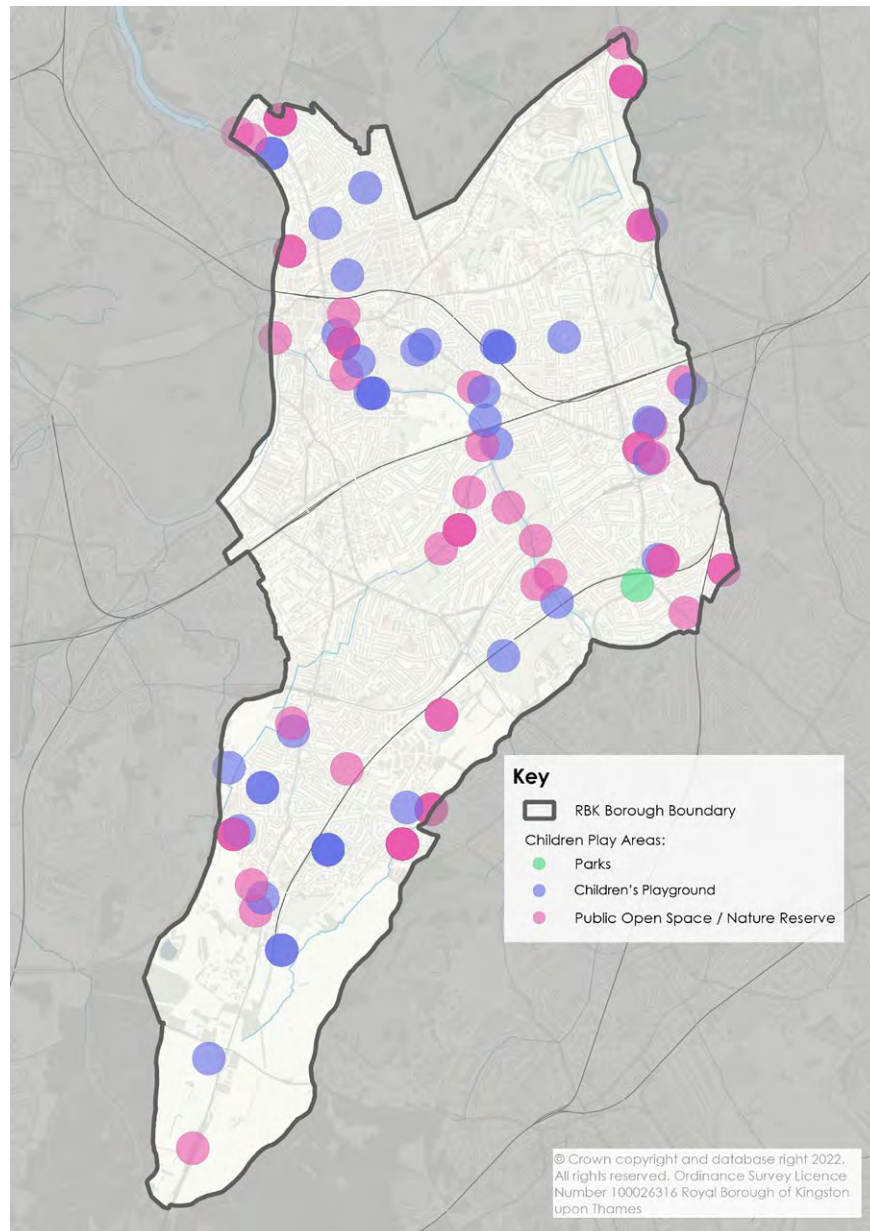 Key
RBK Borough Boundary
Children Play Areas:
Parks
Children's Playground
Public Open Space / Nature Reserve
© Crown copyright and database right 2022.
All rights reserved. Ordinance Survey Licence
Number 100026316 Royal Borough of Kingston
upon Thames